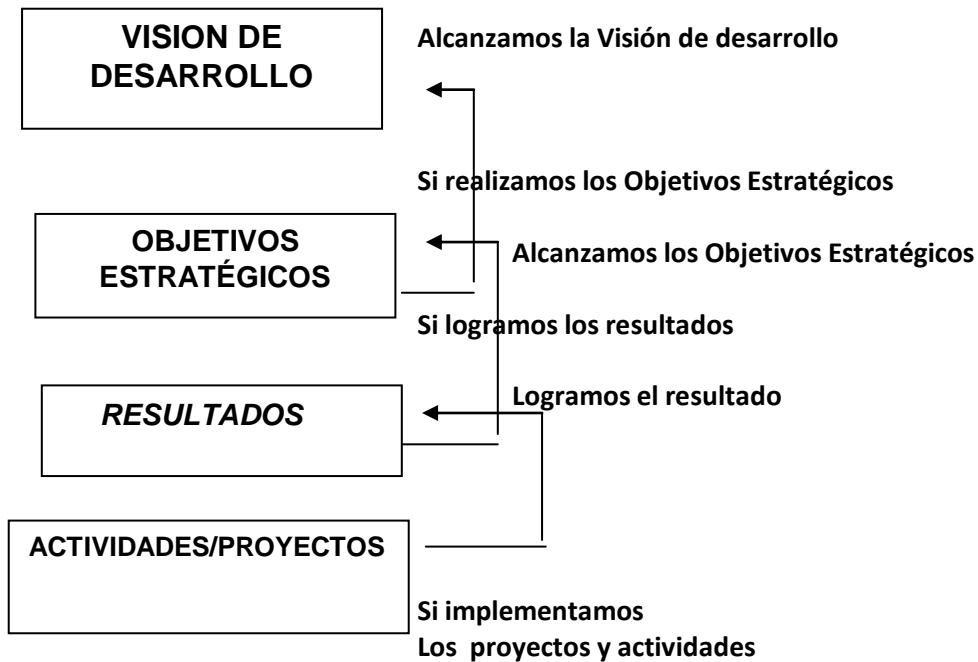 VISION DE
DESARROLLO
Alcanzamos la Visión de desarrollo
Si realizamos los Objetivos Estratégicos
OBJETIVOS
ESTRATÉGICOS
Alcanzamos los Objetivos Estratégicos
Si logramos los resultados
RESULTADOS
Logramos el resultado
ACTIVIDADES/PROYECTOS
Si implementamos
Los proyectos y actividades